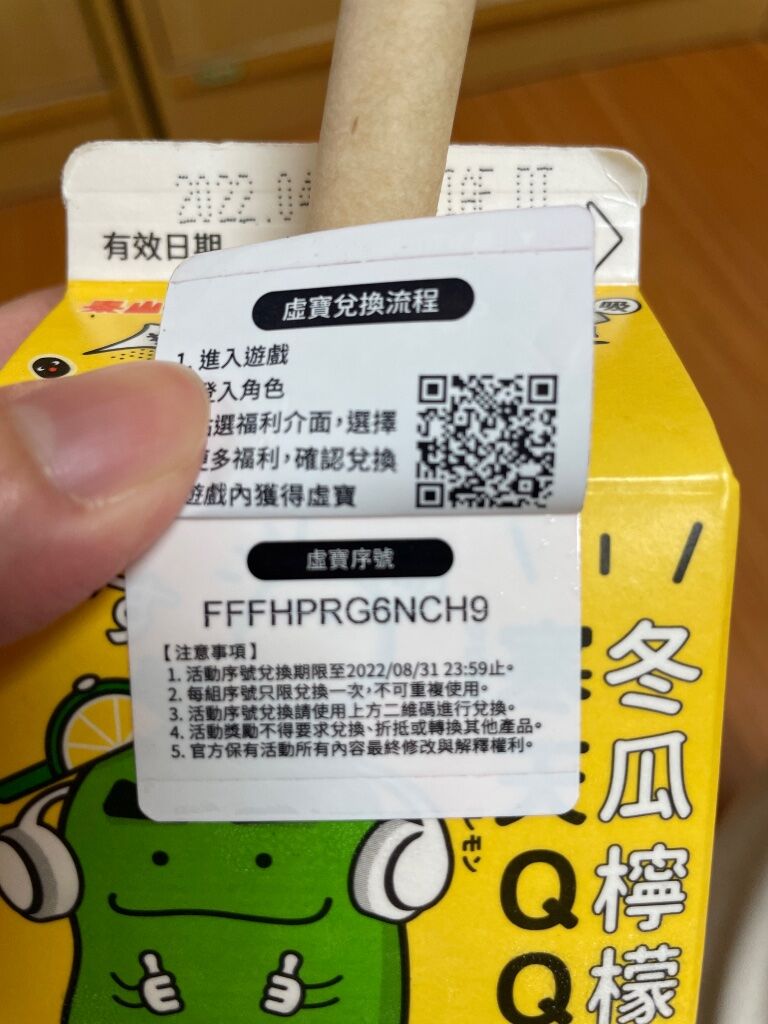 2022.04
有效日期
虛寶兌換流程
1. 進入遊戲
登入角色
點選福利介面,選擇
更多福利,確認兌換
遊戲內獲得虛寶
虛寶序號
FFFHPRG6NCH9
【注意事項】
1. 活動序號兌換期限至2022/08/31 23:59止。
2. 每組序號只限兌換一次,不可重複使用。
3. 活動序號兌換請使用上方二維碼進行兌換。
4. 活動獎勵不得要求兌換、折抵或轉換其他產品。
5. 官方保有活動所有內容最終修改與解釋權利。
冬瓜檸檬
QQ
モン